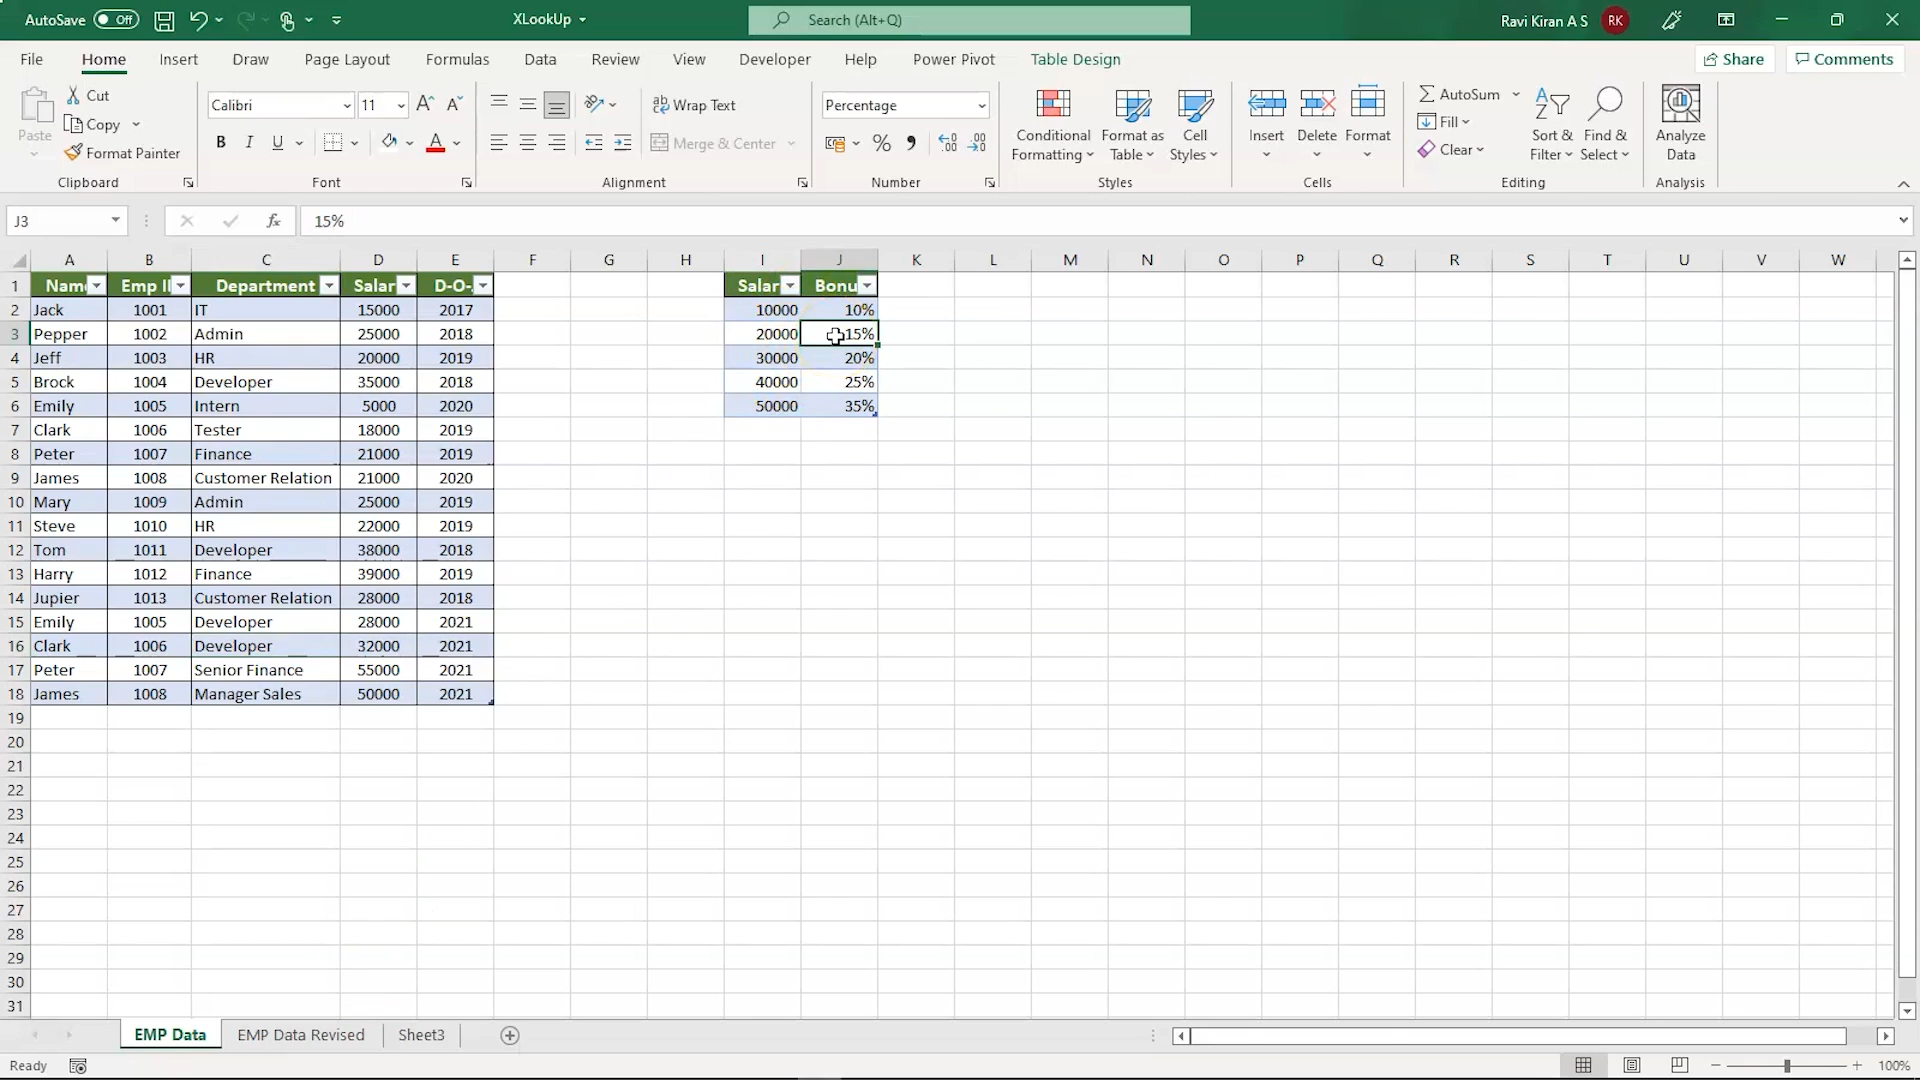 AutoSave Off XLookUp Search (Alt+Q) Ravi Kiran A S RK
File Home Insert Draw Page Layout Formulas Data Review View Developer Help Power Pivot Table Design Share Comments
Paste Cut Copy Format Painter Clipboard
Calibri 11 B I U A Font
Wrap Text Merge & Center Alignment
Percentage % Number
Conditional Formatting Format as Table Cell Styles Styles
Insert Delete Format Cells
AutoSum Fill Clear Sort & Filter Find & Select Editing
Analyze Data Analysis
J3 fx 15%
A B C D E F G H I J K L M N O P Q R S T U V W
1 Name Emp I Department Salar D-O- Salar Bonu
2 Jack 1001 IT 15000 2017 10000 10%
3 Pepper 1002 Admin 25000 2018 20000 15%
4 Jeff 1003 HR 20000 2019 30000 20%
5 Brock 1004 Developer 35000 2018 40000 25%
6 Emily 1005 Intern 5000 2020 50000 35%
7 Clark 1006 Tester 18000 2019
8 Peter 1007 Finance 21000 2019
9 James 1008 Customer Relation 21000 2020
10 Mary 1009 Admin 25000 2019
11 Steve 1010 HR 22000 2019
12 Tom 1011 Developer 38000 2018
13 Harry 1012 Finance 39000 2019
14 Jupier 1013 Customer Relation 28000 2018
15 Emily 1005 Developer 28000 2021
16 Clark 1006 Developer 32000 2021
17 Peter 1007 Senior Finance 55000 2021
18 James 1008 Manager Sales 50000 2021
19
20
21
22
23
24
25
26
27
28
29
30
31
EMP Data EMP Data Revised Sheet3
Ready 100%